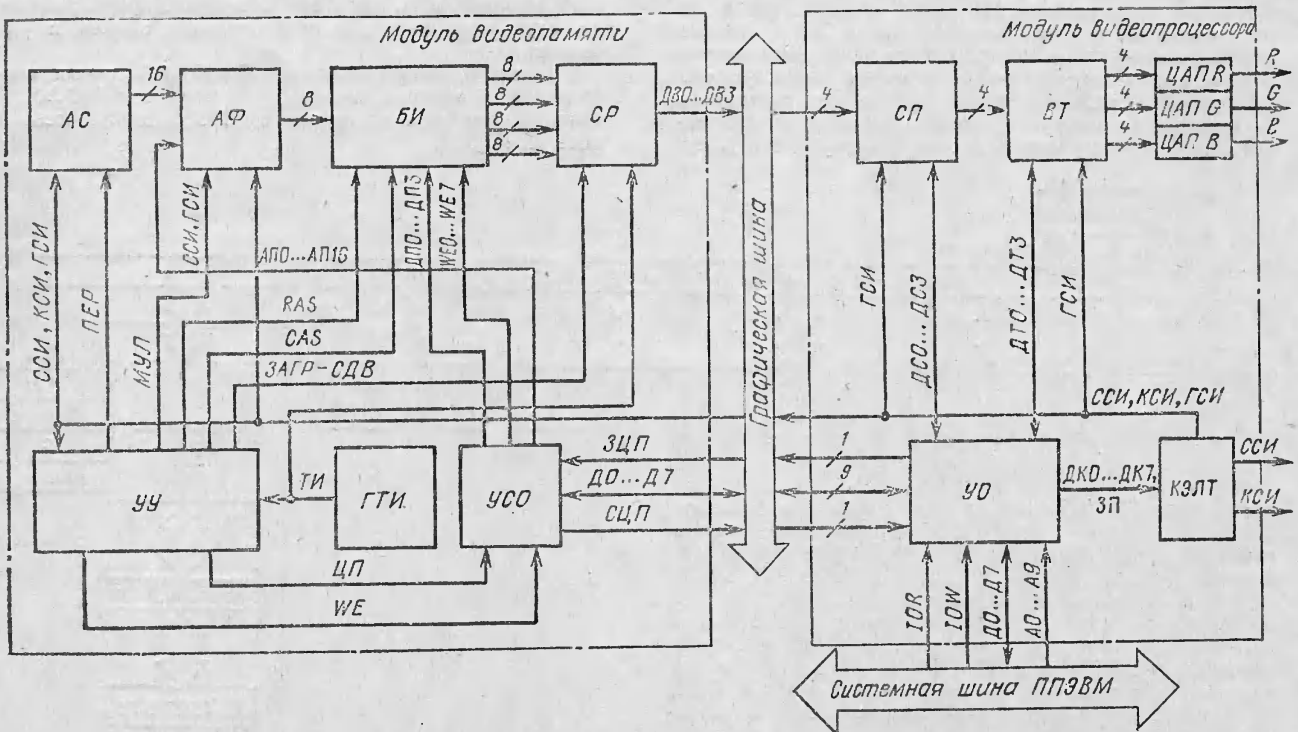 Модуль видеопамяти
Модуль видеопроцессора
АС
16
АФ
8
БИ
8
8
8
8
СР
ДВ0...ДВ3
4
СП
4
ВТ
4
4
4
ЦАП R
ЦАП G
ЦАП B
R
G
ССИ, КСИ, ГСИ
ПЕР
МУЛ
ССИ, ГСИ
АП0...АП16
RAS
CAS
ЗАГР-СДВ
ДП0...ДП3
WE0...WE7
Графическая шина
ГСИ
ДС0...ДС3
ДТ0...ДТ3
ГСИ
ССИ, КСИ, ГСИ
УУ
ТИ
ГТИ
УСО
ЗЦП
Д0...Д7
СЦП
1
9
1
УО
ДК0...ДК7,
ЗП
КЭЛТ
ССИ
КСИ
ЦП
WE
IOR
IOW
Д0...Д7
А0...А9
Системная шина ППЭВМ